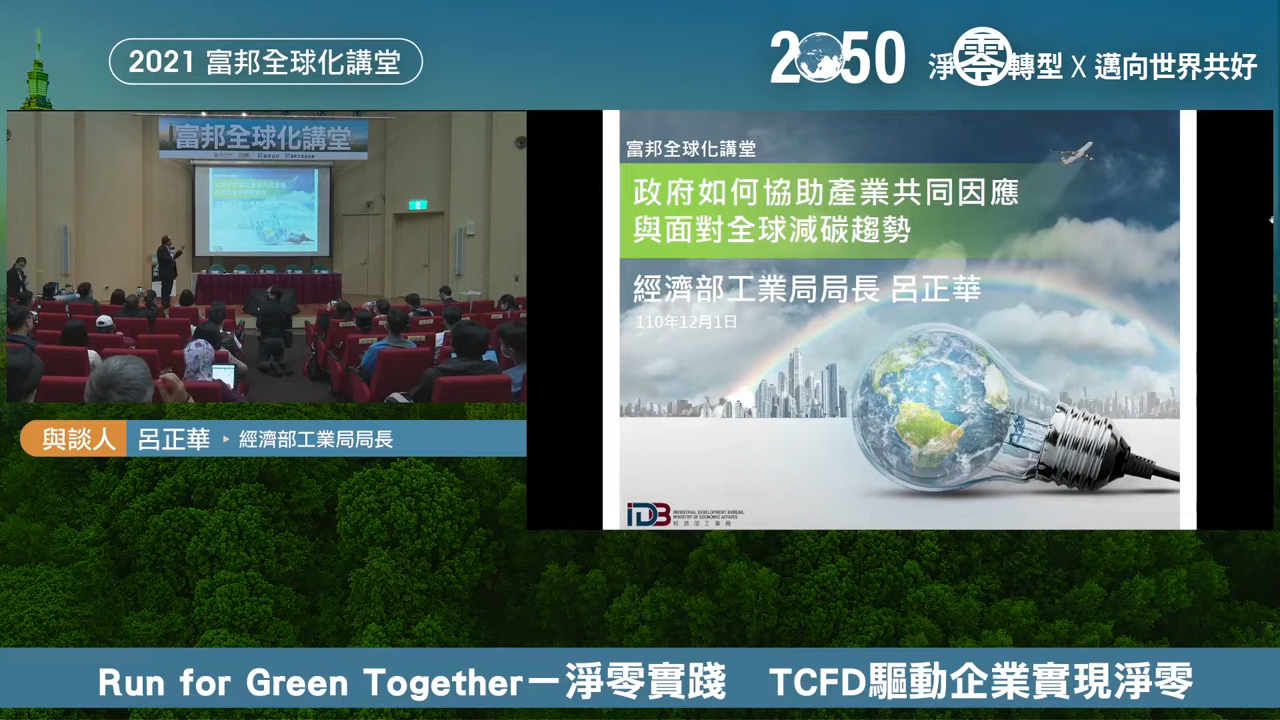 2021 富邦全球化講堂
2050 淨零轉型 X 邁向世界共好
富邦全球化講堂
富邦全球化講堂
政府如何協助產業共同因應
與面對全球減碳趨勢
經濟部工業局局長 呂正華
110年12月1日
IDB
INDUSTRIAL DEVELOPMENT BUREAU,
MINISTRY OF ECONOMIC AFFAIRS
經濟部工業局
與談人 呂正華 經濟部工業局局長
Run for Green Together－淨零實踐 TCFD驅動企業實現淨零